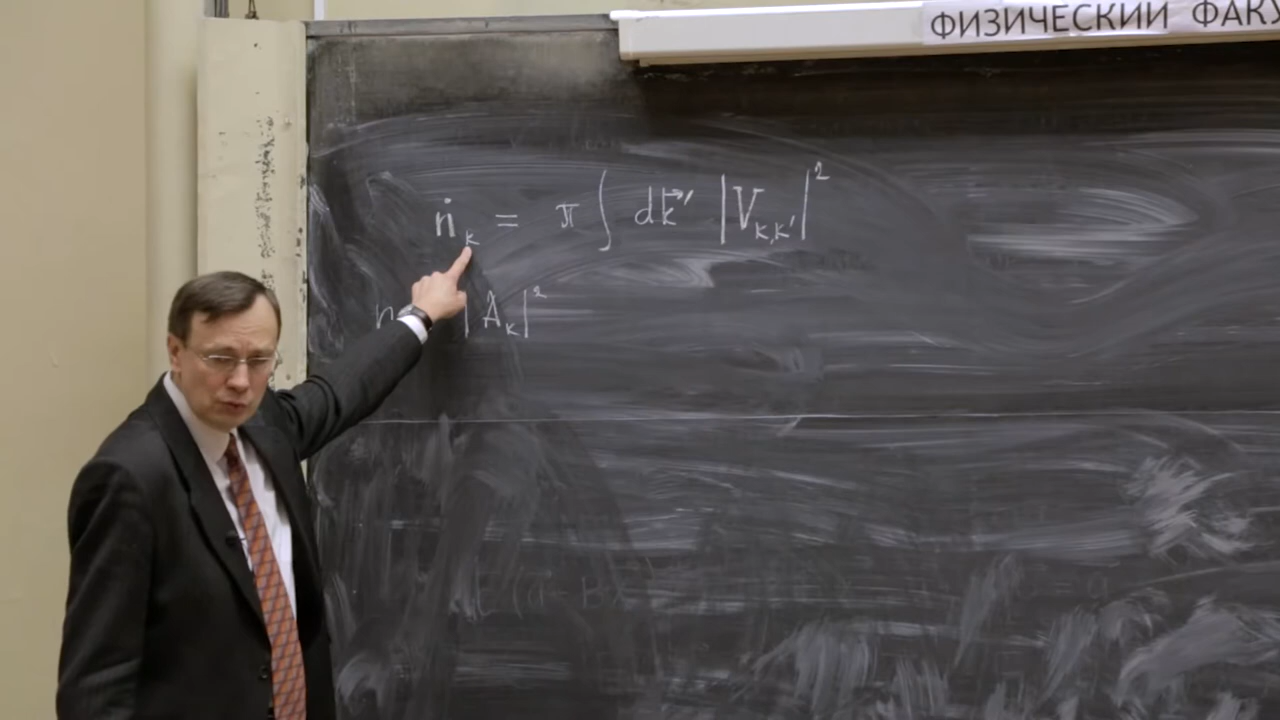 ФИЗИЧЕСКИЙ ФАКУ
ṅ_k = π ∫ dk⃗' |V_{k,k'}|²
n |A_k|²